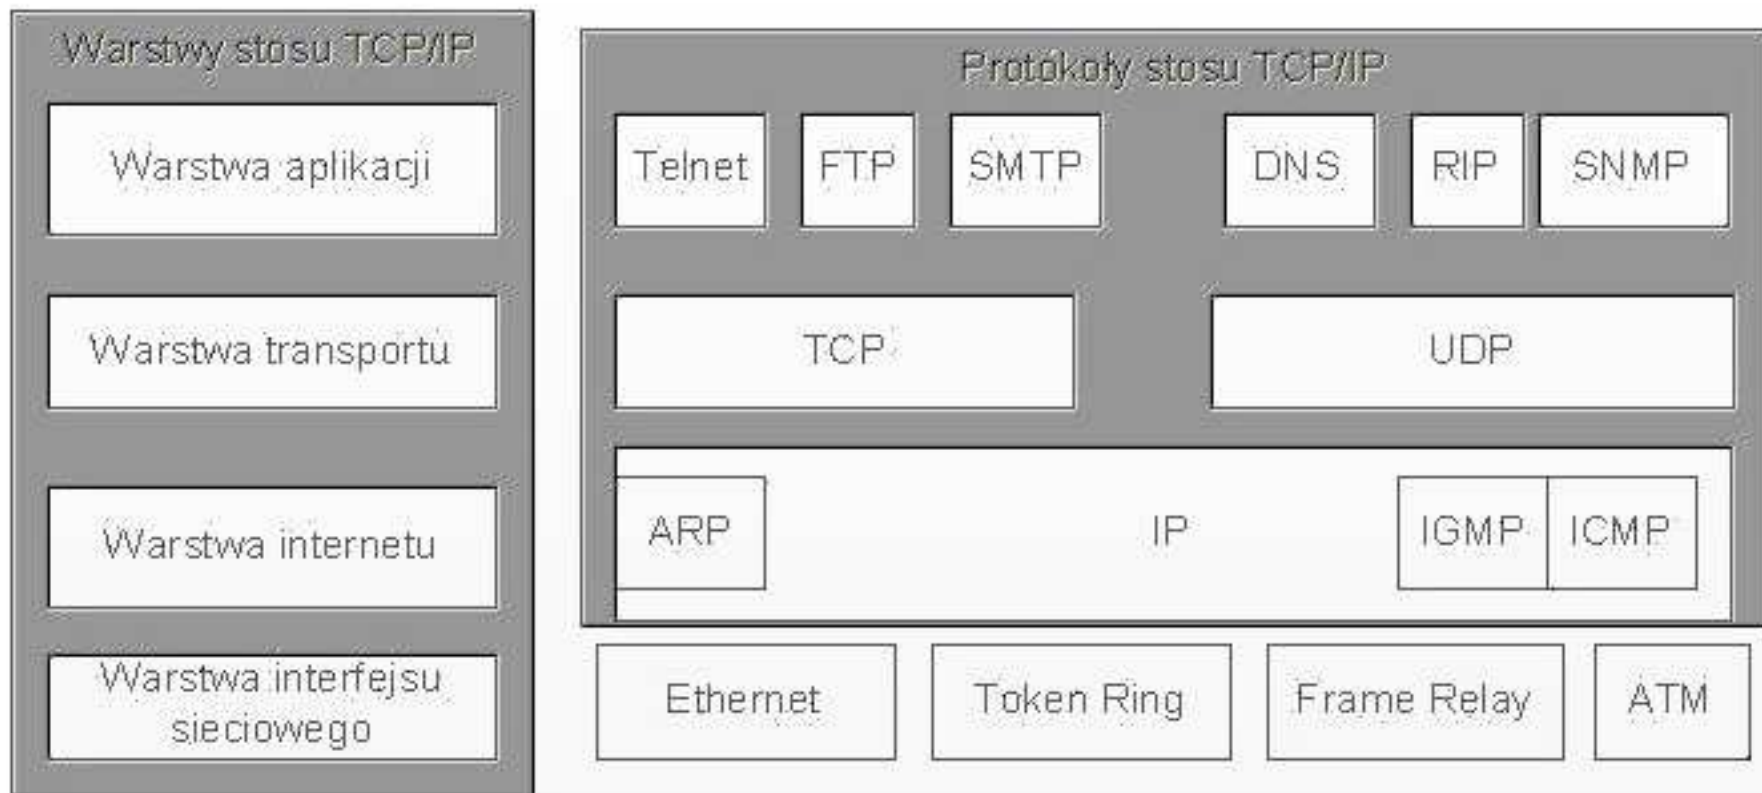 Warstwy stosu TCP/IP
Warstwa aplikacji
Warstwa transportu
Warstwa internetu
Warstwa interfejsu
sieciowego
Protokoły stosu TCP/IP
Telnet FTP SMTP DNS RIP SNMP
TCP UDP
ARP IP IGMP ICMP
Ethernet Token Ring Frame Relay ATM